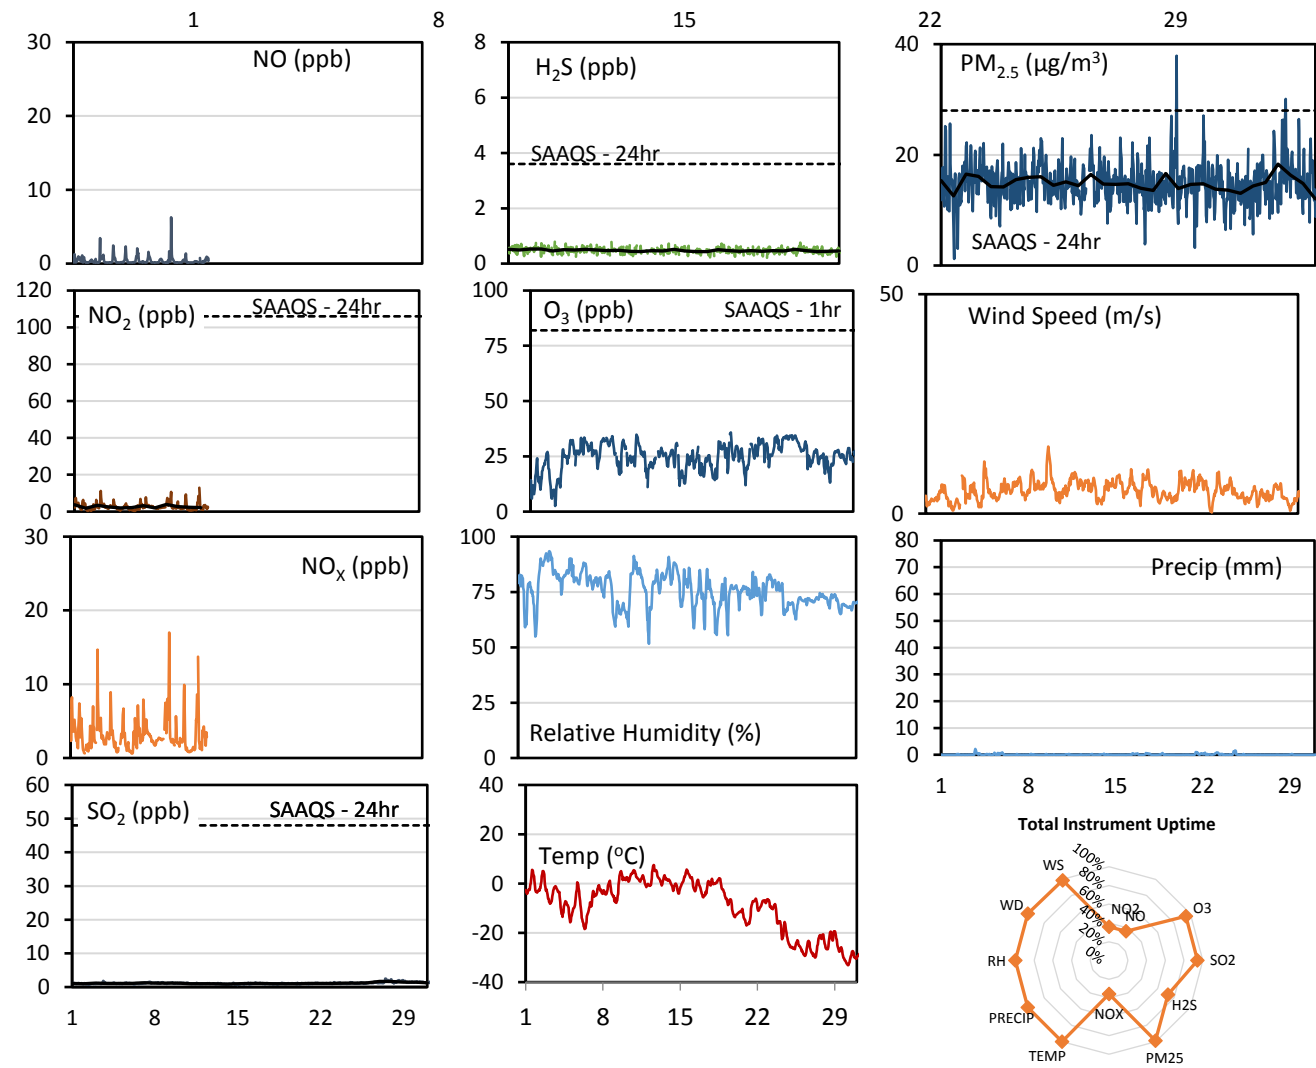 1 8 15 22 29
30 NO (ppb)
20
10
0
8 H2S (ppb)
6
4 SAAQS - 24hr
2
0
40 PM2.5 (µg/m³)
20
SAAQS - 24hr
0
120 NO2 (ppb) SAAQS - 24hr
100
80
60
40
20
0
100 O3 (ppb) SAAQS - 1hr
75
50
25
0
50 Wind Speed (m/s)
0
30 NOX (ppb)
20
10
0
100
75
50
25
Relative Humidity (%)
0
80 Precip (mm)
70
60
50
40
30
20
10
0
1 8 15 22 29
60 SO2 (ppb) SAAQS - 24hr
50
40
30
20
10
0
1 8 15 22 29
40
20
Temp (oC)
0
-20
-40
1 8 15 22 29
Total Instrument Uptime
100%
80%
60%
40%
20%
0%
NO2
NO
O3
SO2
H2S
PM25
NOX
TEMP
PRECIP
RH
WD
WS